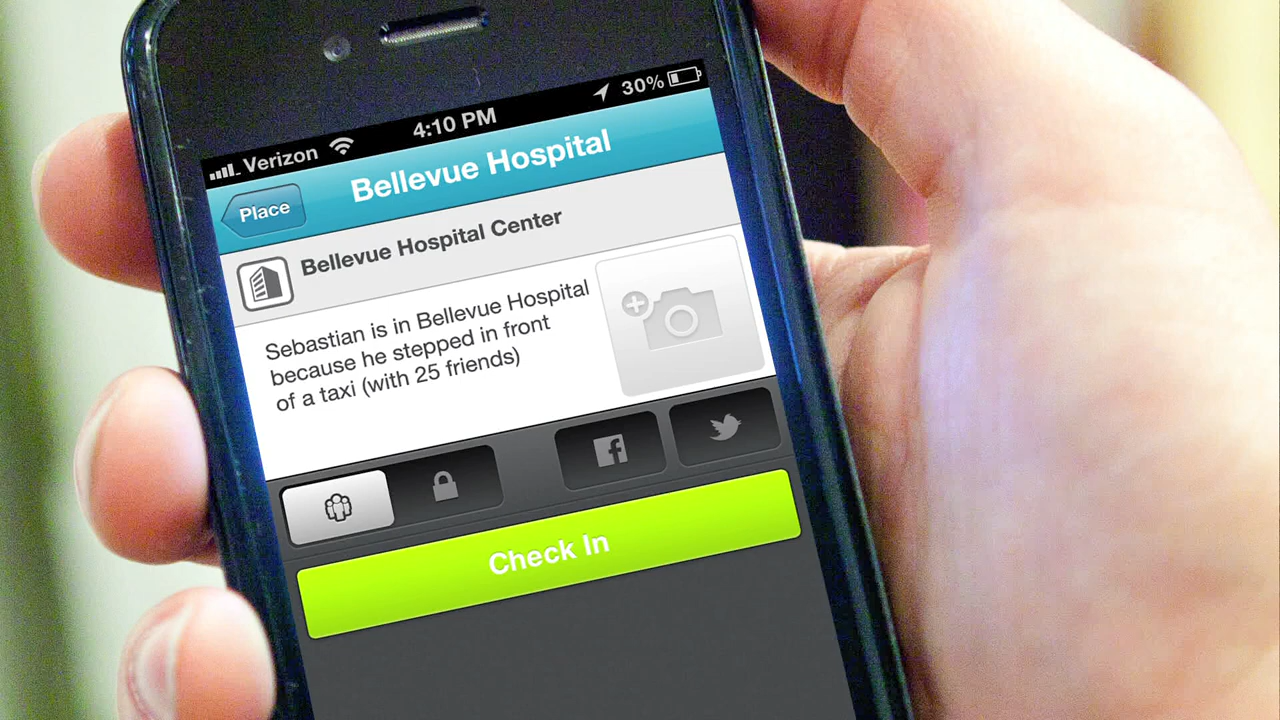 Verizon 4:10 PM 30%
Place Bellevue Hospital
Bellevue Hospital Center
Sebastian is in Bellevue Hospital
because he stepped in front
of a taxi (with 25 friends)
f
Check In